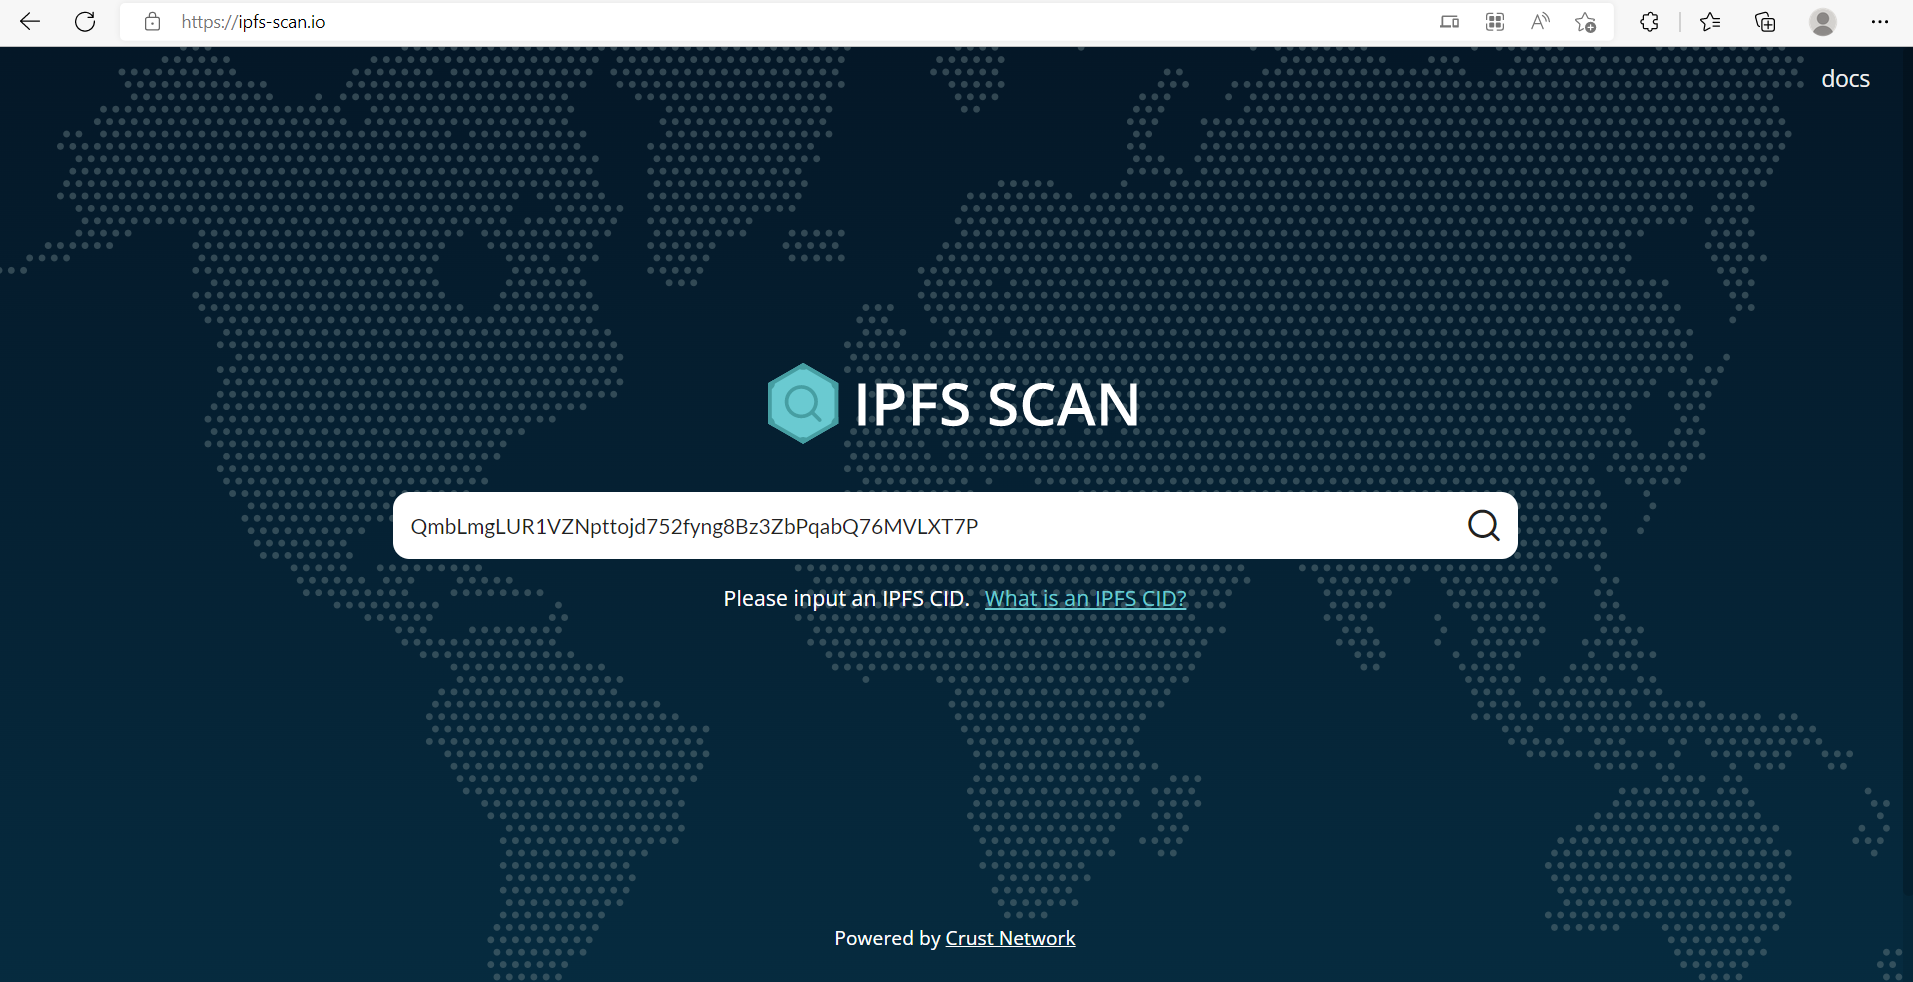 https://ipfs-scan.io
docs
IPFS SCAN
QmbLmgLUR1VZNpttojd752fyng8Bz3ZbPqabQ76MVLXT7P
Please input an IPFS CID. What is an IPFS CID?
Powered by Crust Network